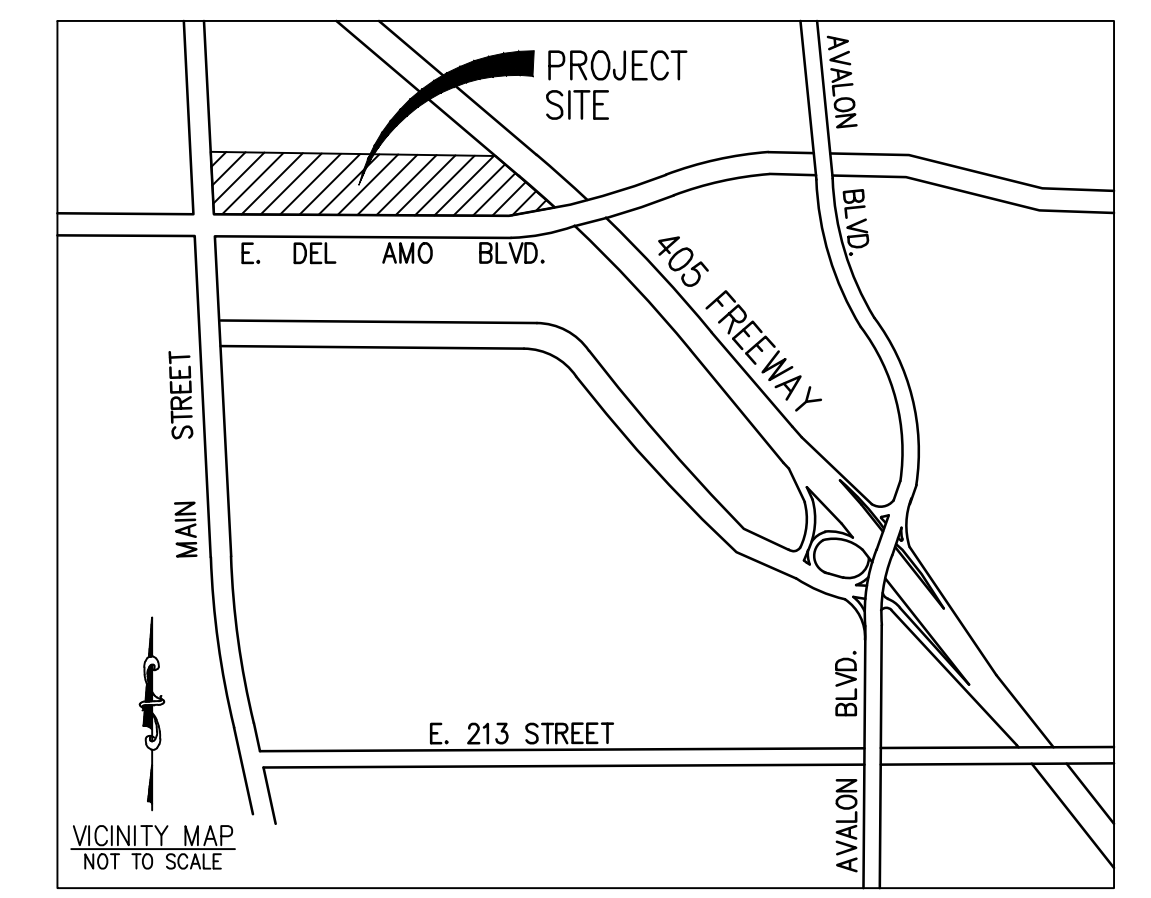 PROJECT
SITE
AVALON
BLVD.
E. DEL AMO BLVD.
405 FREEWAY
MAIN STREET
E. 213 STREET
AVALON BLVD.
VICINITY MAP
NOT TO SCALE